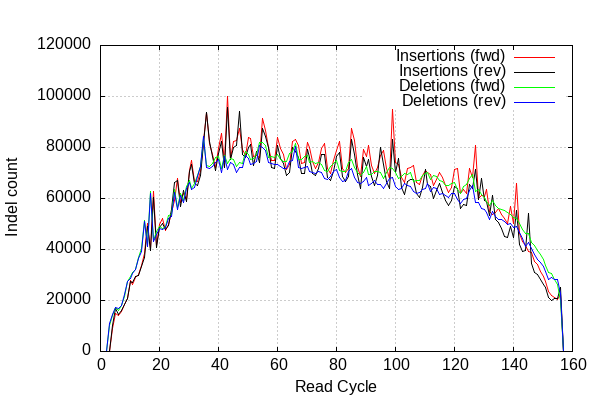 120000
100000
80000
60000
40000
20000
0
Indel count
Insertions (fwd)
Insertions (rev)
Deletions (fwd)
Deletions (rev)
0 20 40 60 80 100 120 140 160
Read Cycle